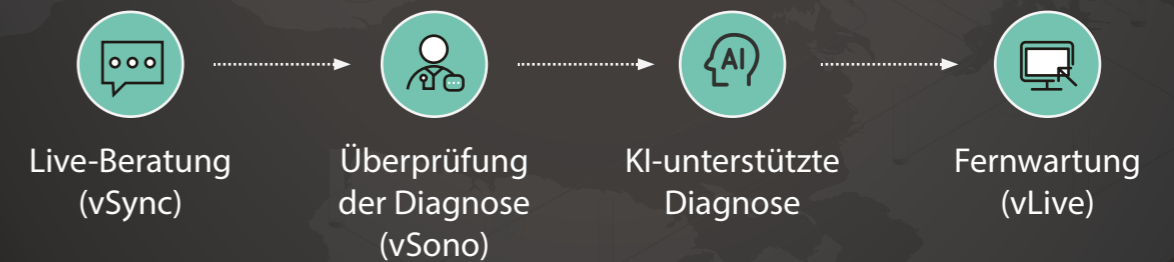 AI
Live-Beratung
(vSync)
Überprüfung
der Diagnose
(vSono)
KI-unterstützte
Diagnose
Fernwartung
(vLive)